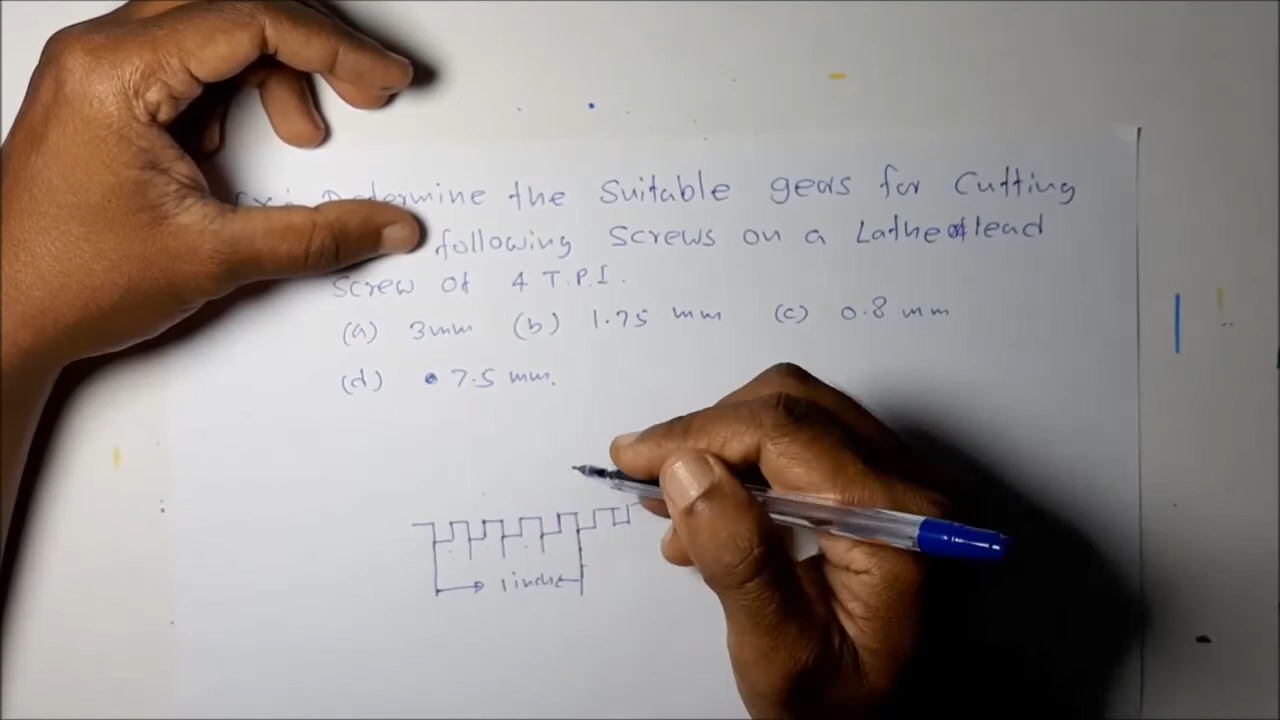 Determine the Suitable gears for Cutting
following Screws on a Lathe of lead
Screw of 4 T.P.I.
(a) 3mm (b) 1.75 mm (c) 0.8 mm
(d) 7.5 mm.
1 inch